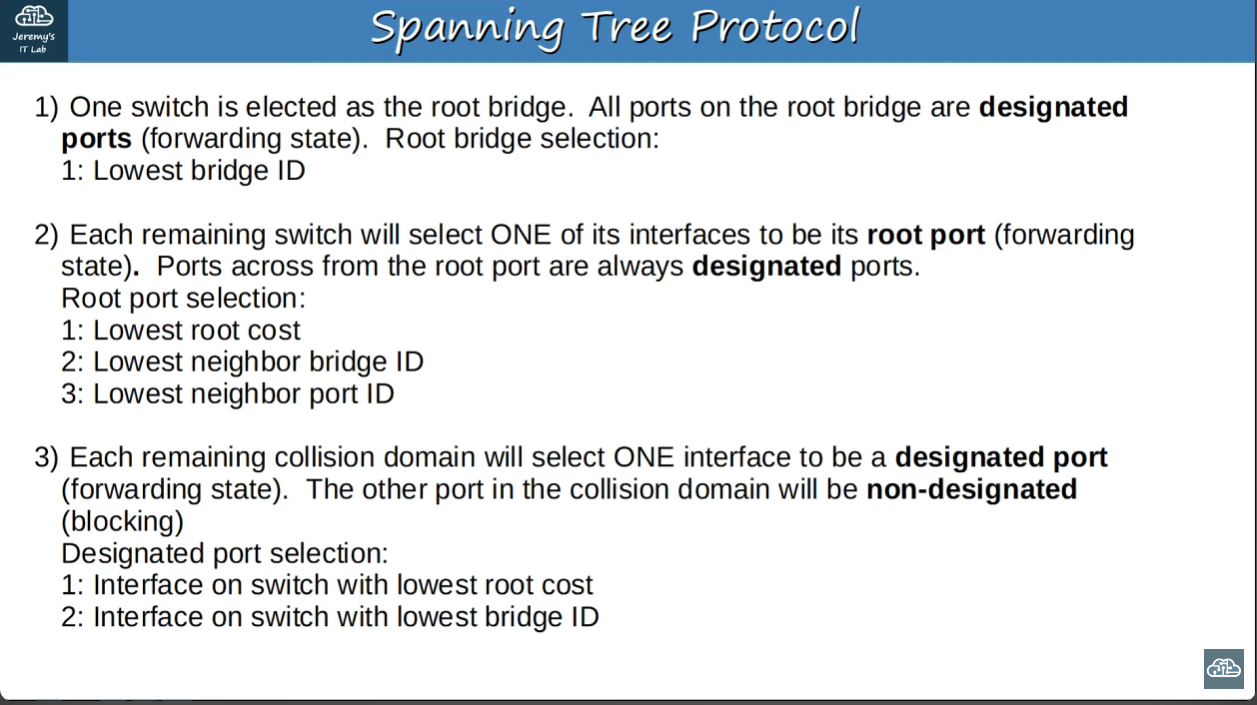 Jeremy's
IT Lab
Spanning Tree Protocol
1) One switch is elected as the root bridge. All ports on the root bridge are designated
ports (forwarding state). Root bridge selection:
1: Lowest bridge ID
2) Each remaining switch will select ONE of its interfaces to be its root port (forwarding
state). Ports across from the root port are always designated ports.
Root port selection:
1: Lowest root cost
2: Lowest neighbor bridge ID
3: Lowest neighbor port ID
3) Each remaining collision domain will select ONE interface to be a designated port
(forwarding state). The other port in the collision domain will be non-designated
(blocking)
Designated port selection:
1: Interface on switch with lowest root cost
2: Interface on switch with lowest bridge ID